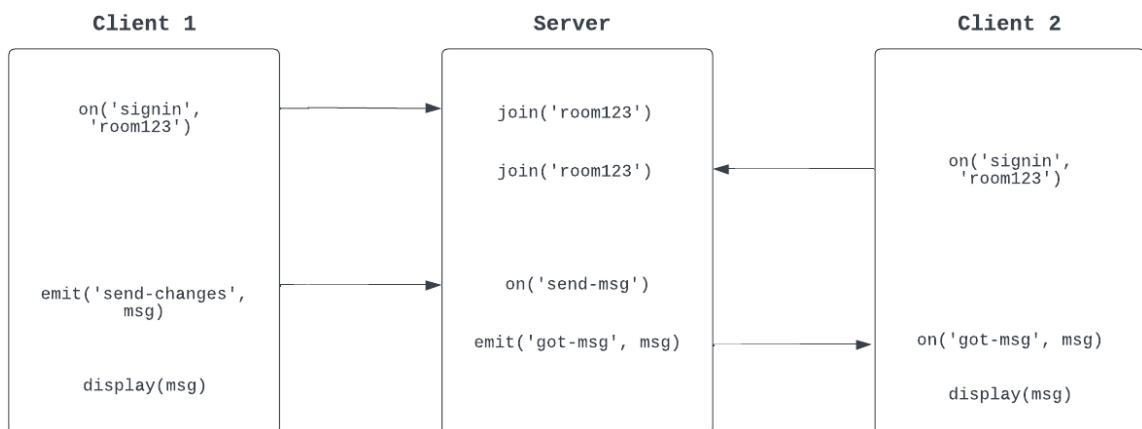 Client 1
Server
Client 2
on('signin',
'room123')
join('room123')
join('room123')
on('signin',
'room123')
emit('send-changes',
msg)
on('send-msg')
emit('got-msg', msg)
on('got-msg', msg)
display(msg)
display(msg)